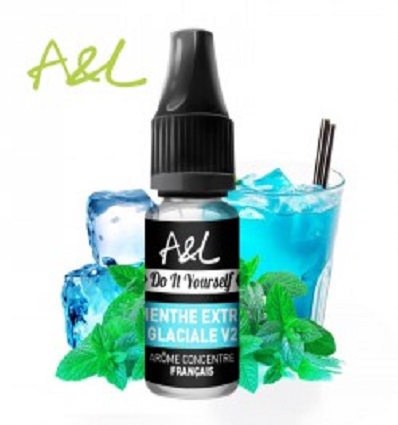 A&L
A&L
Do It Yourself
MENTHE EXTR
GLACIALE V2
ARÔME CONCENTRÉ
FRANÇAIS